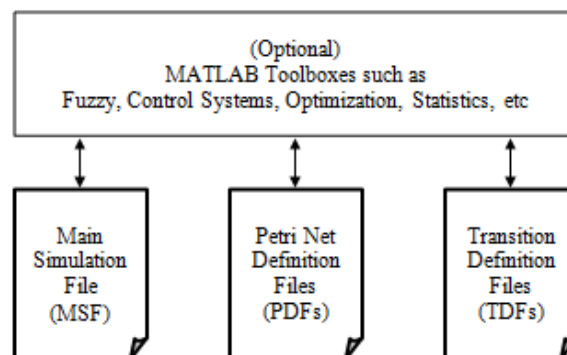 (Optional)
MATLAB Toolboxes such as
Fuzzy, Control Systems, Optimization, Statistics, etc
Main
Simulation
File
(MSF)
Petri Net
Definition
Files
(PDFs)
Transition
Definition
Files
(TDFs)